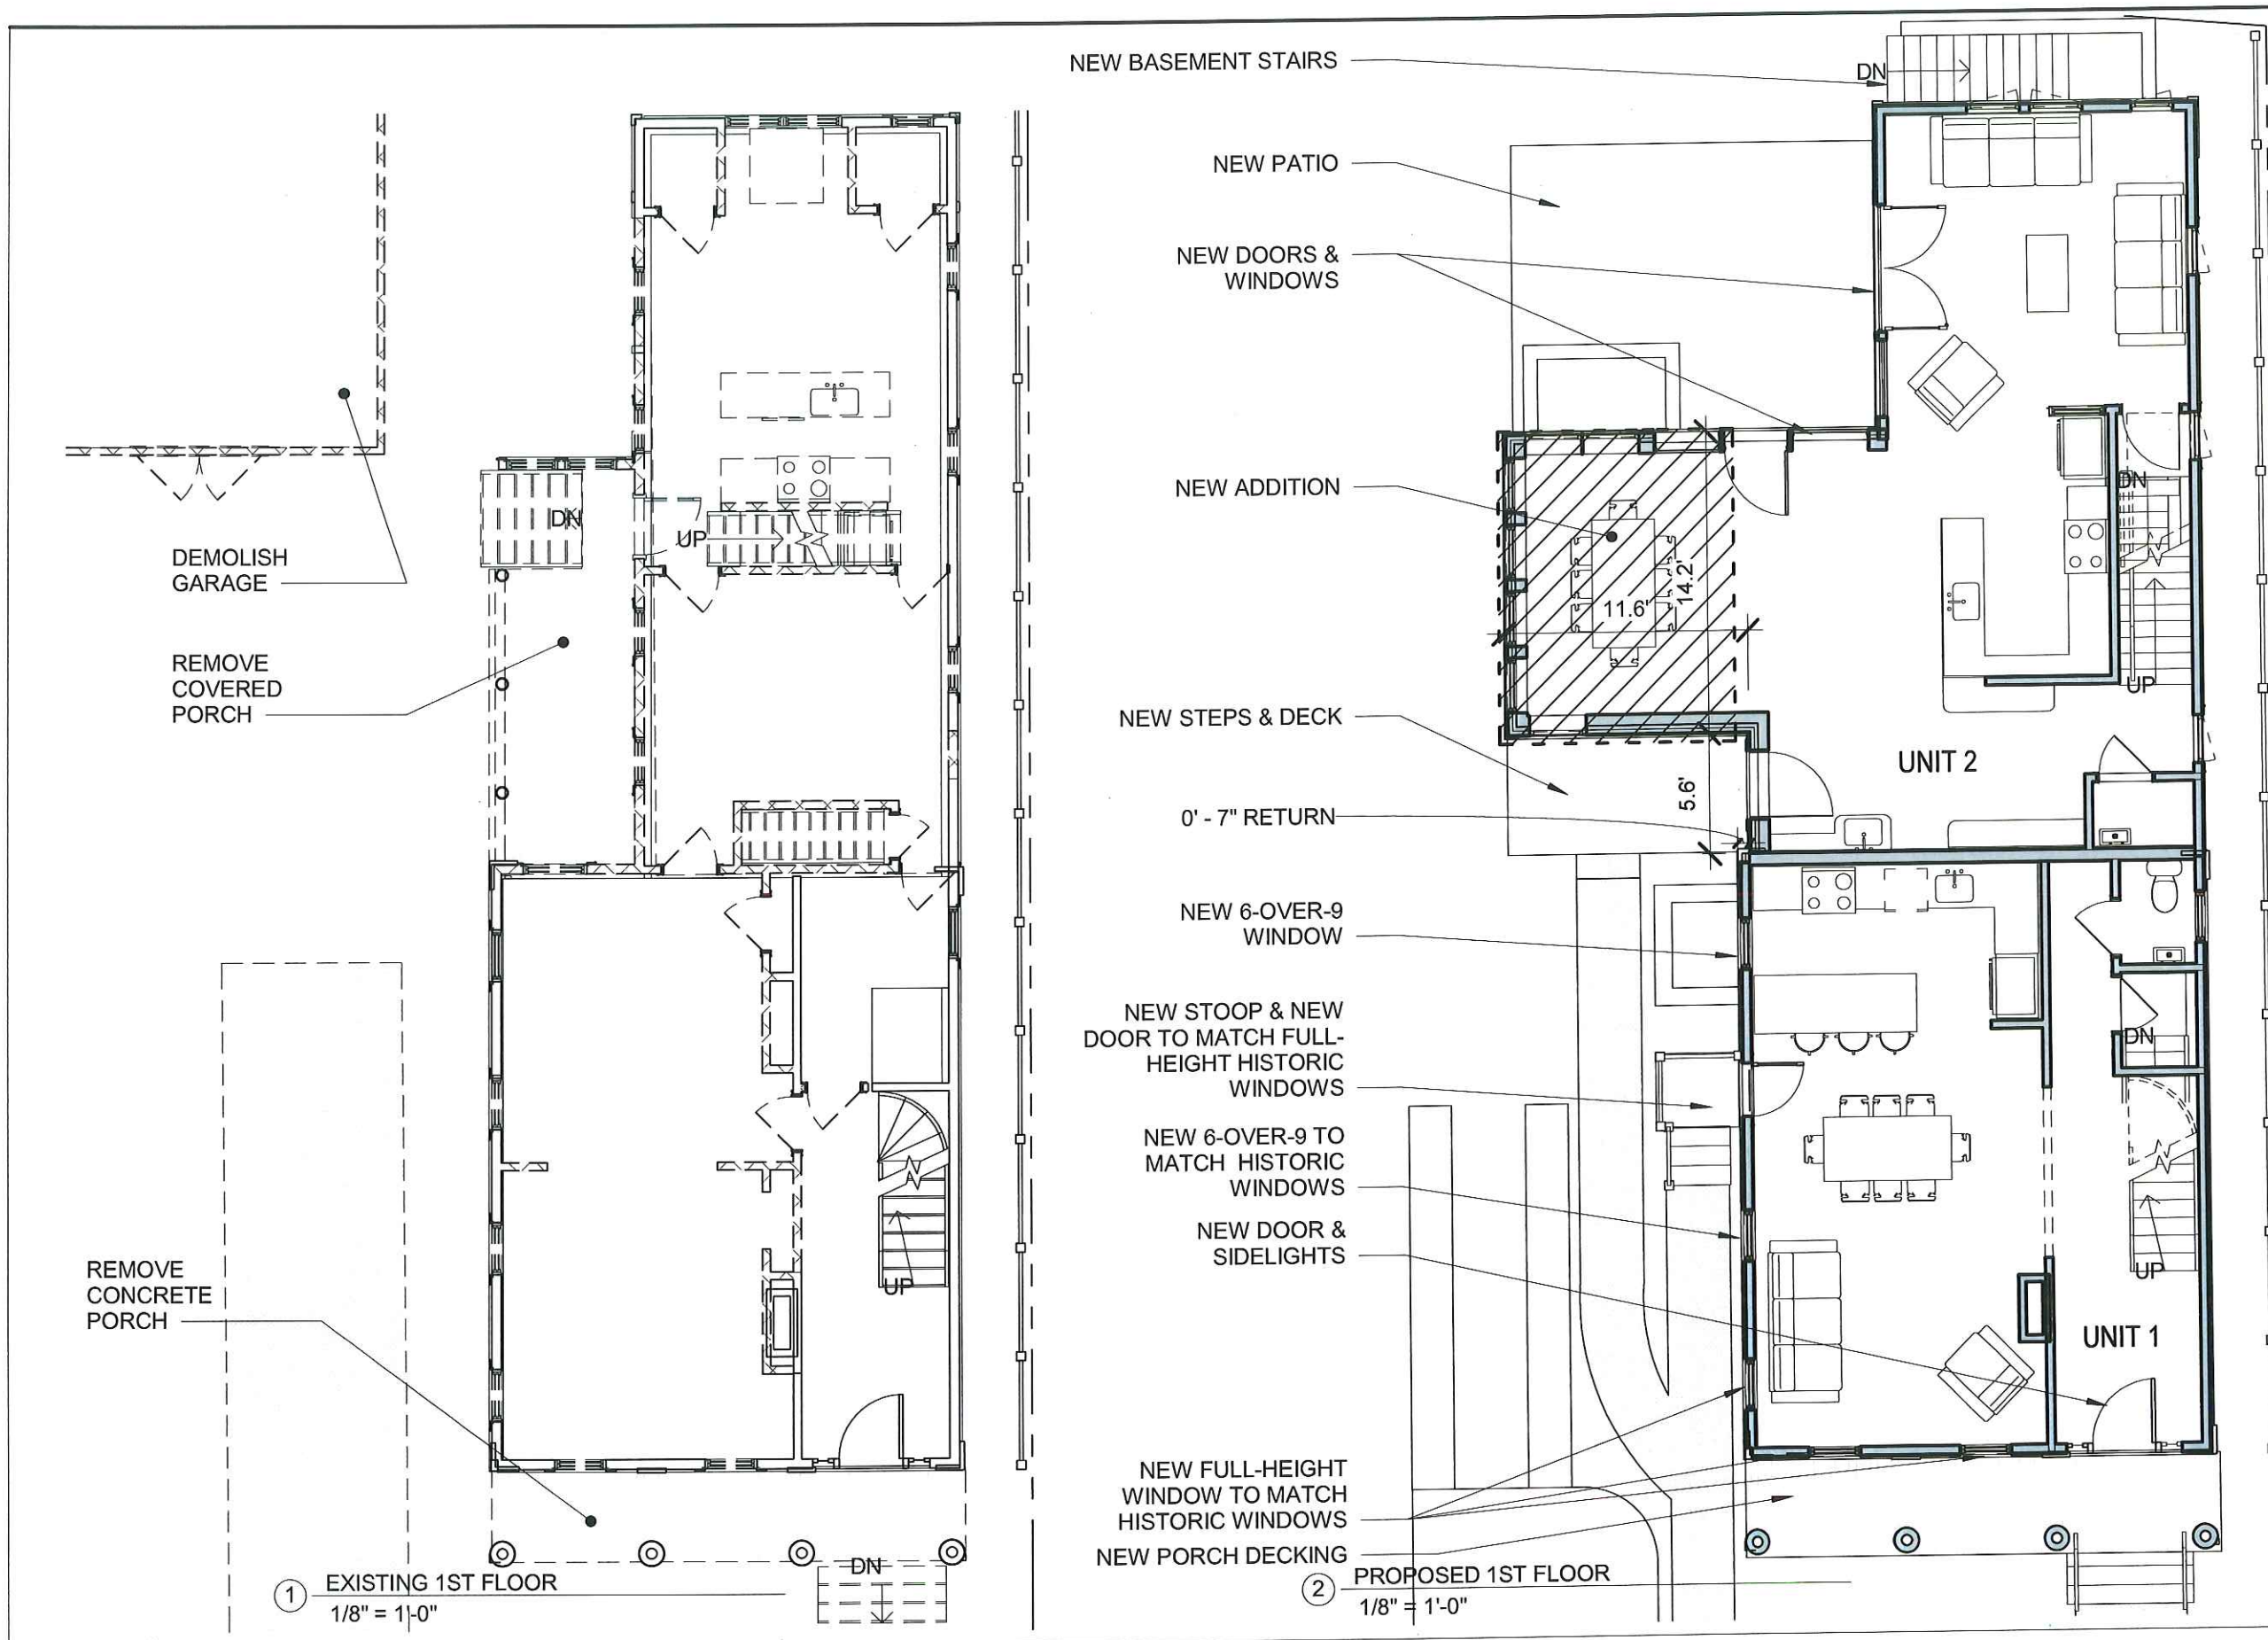 DEMOLISH
GARAGE
REMOVE
COVERED
PORCH
REMOVE
CONCRETE
PORCH
DN
UP
UP
DN
1
EXISTING 1ST FLOOR
1/8" = 1'-0"
NEW BASEMENT STAIRS
NEW PATIO
NEW DOORS &
WINDOWS
NEW ADDITION
NEW STEPS & DECK
0' - 7" RETURN
NEW 6-OVER-9
WINDOW
NEW STOOP & NEW
DOOR TO MATCH FULL-
HEIGHT HISTORIC
WINDOWS
NEW 6-OVER-9 TO
MATCH HISTORIC
WINDOWS
NEW DOOR &
SIDELIGHTS
NEW FULL-HEIGHT
WINDOW TO MATCH
HISTORIC WINDOWS
NEW PORCH DECKING
DN
DN
14.2'
11.6'
UP
UNIT 2
5.6'
DN
UP
UNIT 1
2
PROPOSED 1ST FLOOR
1/8" = 1'-0"